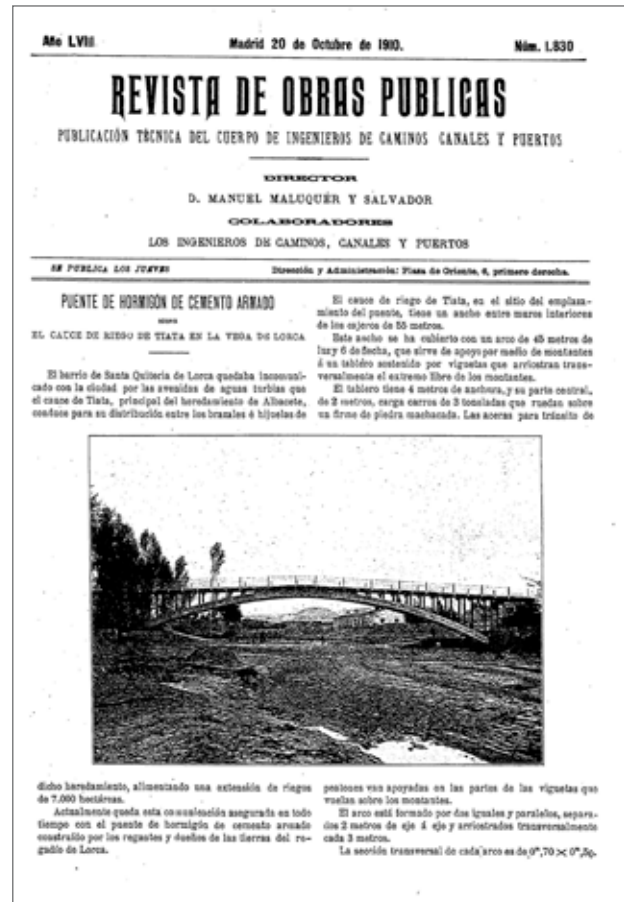 Año LVIII Madrid 20 de Octubre de 1910. Núm. 1.830
REVISTA DE OBRAS PUBLICAS
PUBLICACIÓN TÉCNICA DEL CUERPO DE INGENIEROS DE CAMINOS CANALES Y PUERTOS
DIRECTOR
D. MANUEL MALUQUER Y SALVADOR
COLABORADORES
LOS INGENIEROS DE CAMINOS, CANALES Y PUERTOS
SE PUBLICA LOS JUEVES Dirección y Administración: Plaza de Oriente, 6, primero derecha.
PUENTE DE HORMIGÓN DE CEMENTO ARMADO
EL CAUCE DE RIEGO DE TIATA EN LA VEGA DE LORCA
El barrio de Santa Quiteria de Lorca quedaba incomuni-
cado con la ciudad por las avenidas de aguas turbias que
el cauce de Tiata, principal del heredamiento de Albacete,
conduce para su distribución entre los brazales é hijuelas de
El cauce de riego de Tiata, en el sitio del emplaza-
miento del puente, tiene un ancho entre muros interiores
de los cajeros de 55 metros.
Este ancho se ha cubierto con un arco de 45 metros de
luz y 6 de flecha, que sirve de apoyo por medio de montantes
á un tablero sostenido por viguetas que arriostran trans-
versalmente el extremo libre de los montantes.
El tablero tiene 4 metros de anchura, y su parte central,
de 2 metros, carga carros de 3 toneladas que ruedan sobre
un firme de piedra machacada. Las aceras para tránsito de
dicho heredamiento, alimentando una extensión de riegos
de 7.000 hectáreas.
Actualmente queda esta comunicación asegurada en todo
tiempo con el puente de hormigón de cemento armado
construido por los regantes y dueños de las tierras del re-
gadío de Lorca.
peatones van apoyadas en las partes de las viguetas que
vuelan sobre los montantes.
El arco está formado por dos iguales y paralelos, separa-
dos 2 metros de eje á eje y arriostrados transversalmente
cada 3 metros.
La sección transversal de cada arco es de 0ᵐ,70 × 0ᵐ,50.